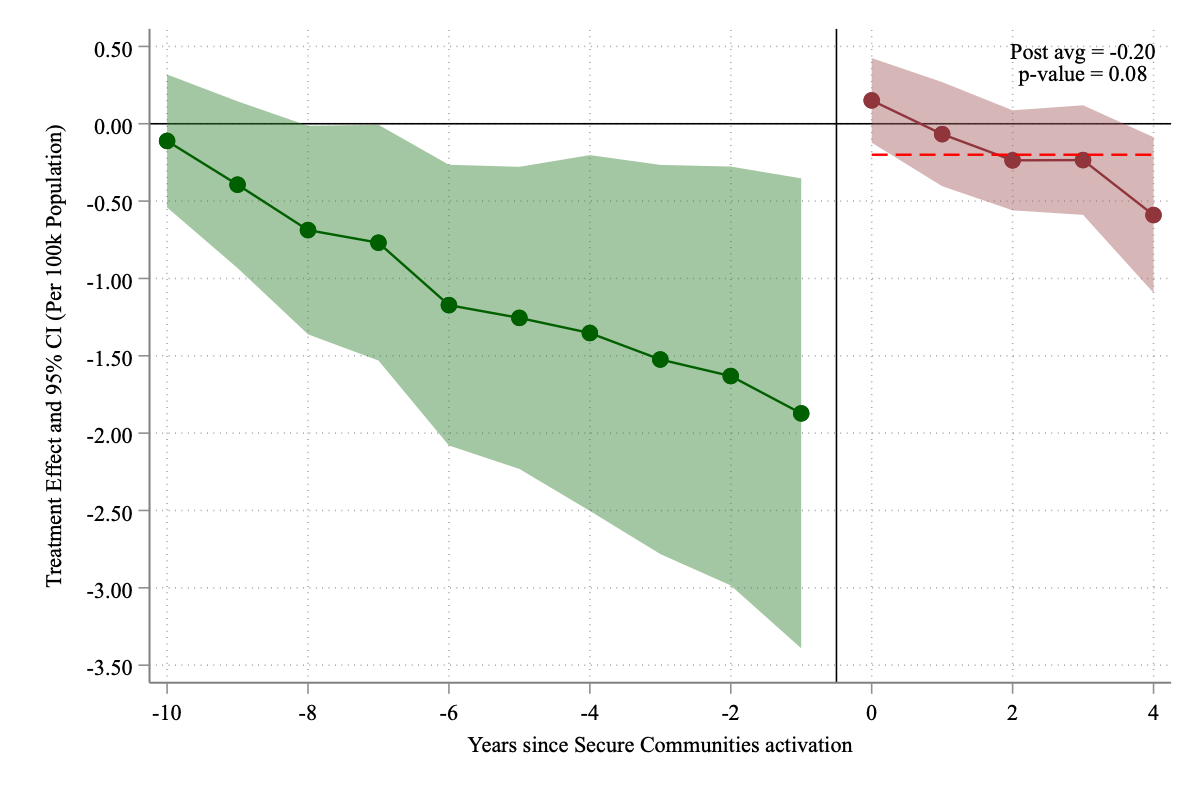 Post avg = -0.20
p-value = 0.08
0.50
0.00
-0.50
-1.00
-1.50
-2.00
-2.50
-3.00
-3.50
Treatment Effect and 95% CI (Per 100k Population)
-10 -8 -6 -4 -2 0 2 4
Years since Secure Communities activation